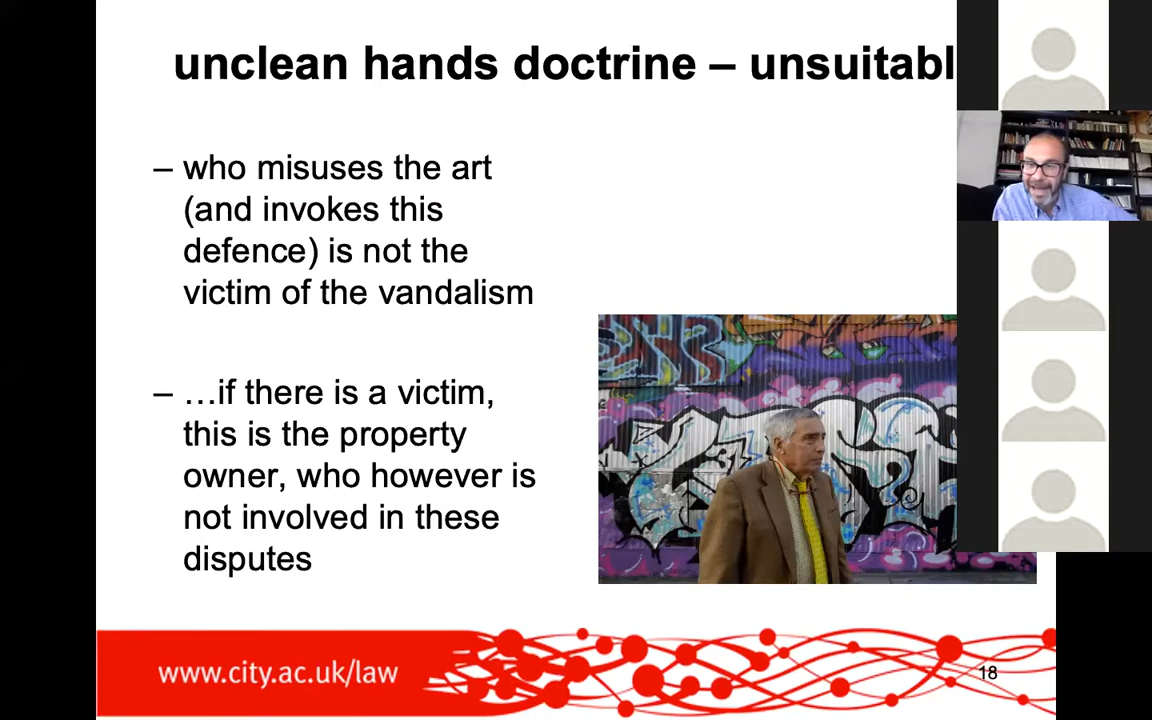 unclean hands doctrine – unsuitabl
– who misuses the art
(and invokes this
defence) is not the
victim of the vandalism
– …if there is a victim,
this is the property
owner, who however is
not involved in these
disputes
www.city.ac.uk/law
18